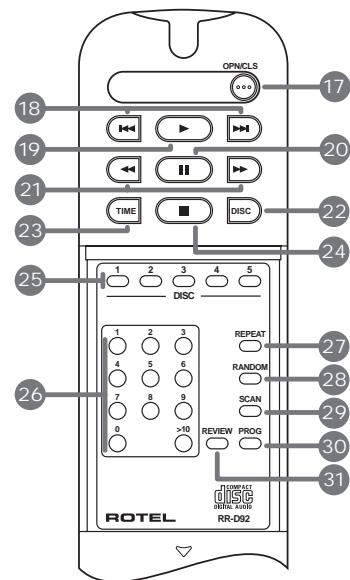 OPN/CLS
17
18
19
20
21
TIME
DISC
22
23
24
25
1 2 3 4 5
DISC
1 2 3
REPEAT
27
4 5 6
RANDOM
28
26
7 8 9
SCAN
29
0 >10
REVIEW PROG
30
31
COMPACT
disc
DIGITAL AUDIO
ROTEL
RR-D92